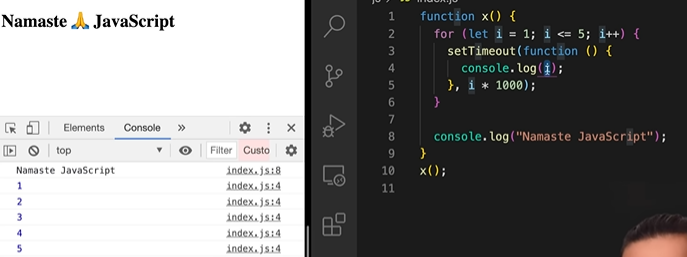 Namaste 🙏 JavaScript
Elements Console »
top Filter Custo
Namaste JavaScript index.js:8
1 index.js:4
2 index.js:4
3 index.js:4
4 index.js:4
5 index.js:4
index.js
1 function x() {
2 for (let i = 1; i <= 5; i++) {
3 setTimeout(function () {
4 console.log(i);
5 }, i * 1000);
6 }
7
8 console.log("Namaste JavaScript");
9 }
10 x();
11